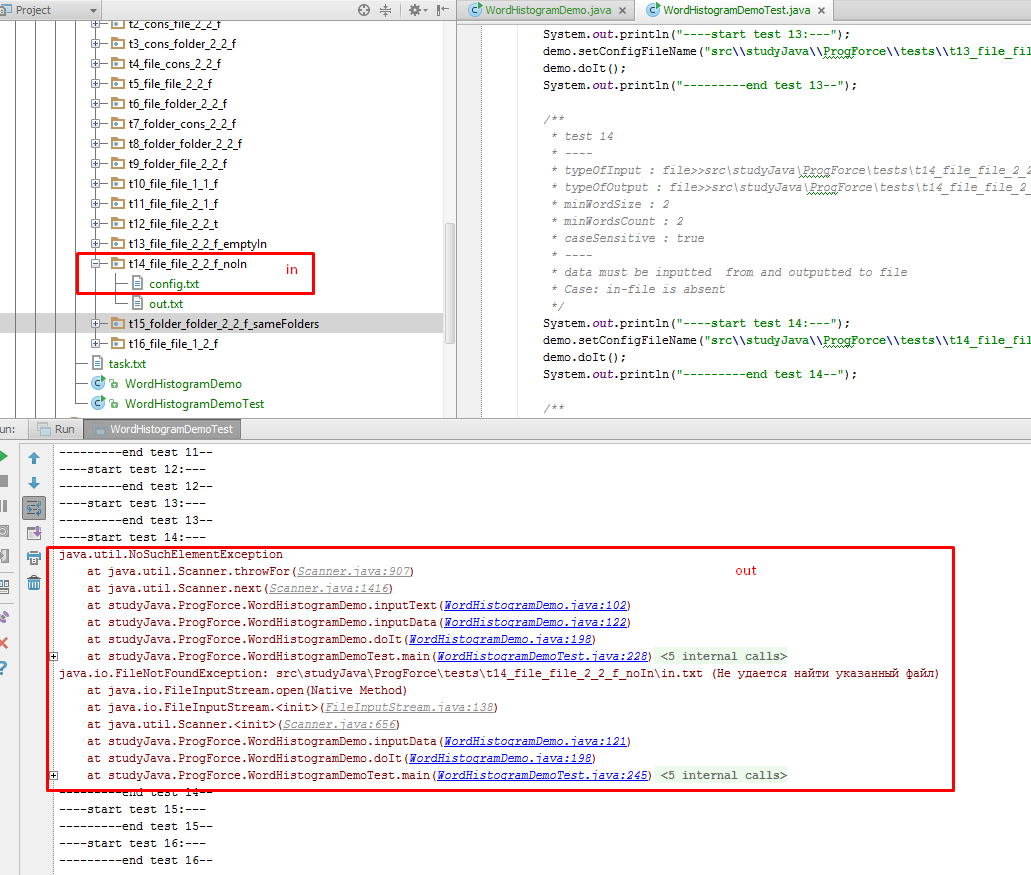 Project
WordHistogramDemo.java
WordHistogramDemoTest.java
t2_cons_file_2_2_f
t3_cons_folder_2_2_f
t4_file_cons_2_2_f
t5_file_file_2_2_f
t6_file_folder_2_2_f
t7_folder_cons_2_2_f
t8_folder_folder_2_2_f
t9_folder_file_2_2_f
t10_file_file_1_1_f
t11_file_file_2_1_f
t12_file_file_2_2_t
t13_file_file_2_2_f_emptyIn
t14_file_file_2_2_f_noIn
in
config.txt
out.txt
t15_folder_folder_2_2_f_sameFolders
t16_file_file_1_2_f
task.txt
WordHistogramDemo
WordHistogramDemoTest
System.out.println("----start test 13:---");
demo.setConfigFileName("src\\studyJava\\ProgForce\\tests\\t13_file_fil
demo.doIt();
System.out.println("---------end test 13--");
/**
* test 14
* ----
* typeOfInput : file>>src\studyJava\ProgForce\tests\t14_file_file_2_2
* typeOfOutput : file>>src\studyJava\ProgForce\tests\t14_file_file_2_
* minWordSize : 2
* minWordsCount : 2
* caseSensitive : true
* ----
* data must be inputted  from and outputted to file
* Case: in-file is absent
*/
System.out.println("----start test 14:---");
demo.setConfigFileName("src\\studyJava\\ProgForce\\tests\\t14_file_fil
demo.doIt();
System.out.println("---------end test 14--");
/**
un:
Run
WordHistogramDemoTest
---------end test 11--
----start test 12:---
---------end test 12--
----start test 13:---
---------end test 13--
----start test 14:---
java.util.NoSuchElementException
out
at java.util.Scanner.throwFor(Scanner.java:907)
at java.util.Scanner.next(Scanner.java:1416)
at studyJava.ProgForce.WordHistogramDemo.inputText(WordHistogramDemo.java:102)
at studyJava.ProgForce.WordHistogramDemo.inputData(WordHistogramDemo.java:122)
at studyJava.ProgForce.WordHistogramDemo.doIt(WordHistogramDemo.java:198)
at studyJava.ProgForce.WordHistogramDemoTest.main(WordHistogramDemoTest.java:228) <5 internal calls>
java.io.FileNotFoundException: src\studyJava\ProgForce\tests\t14_file_file_2_2_f_noIn\in.txt (Не удается найти указанный файл)
at java.io.FileInputStream.open(Native Method)
at java.io.FileInputStream.<init>(FileInputStream.java:138)
at java.util.Scanner.<init>(Scanner.java:656)
at studyJava.ProgForce.WordHistogramDemo.inputData(WordHistogramDemo.java:121)
at studyJava.ProgForce.WordHistogramDemo.doIt(WordHistogramDemo.java:198)
at studyJava.ProgForce.WordHistogramDemoTest.main(WordHistogramDemoTest.java:245) <5 internal calls>
---------end test 14--
----start test 15:---
---------end test 15--
----start test 16:---
---------end test 16--